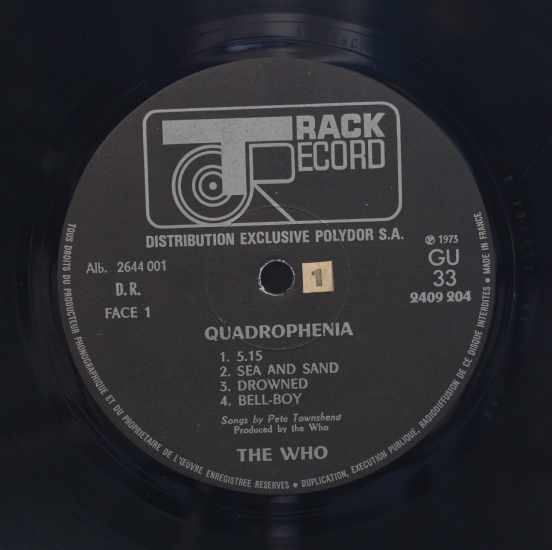 TRACK
RECORD
DISTRIBUTION EXCLUSIVE POLYDOR S.A.
℗ 1973
Alb. 2644 001
GU
D.R.
1
33
FACE 1
2409 204
QUADROPHENIA
1. 5.15
2. SEA AND SAND
3. DROWNED
4. BELL-BOY
Songs by Pete Townshend
Produced by the Who
THE WHO
TOUS DROITS DU PRODUCTEUR PHONOGRAPHIQUE ET DU PROPRIETAIRE DE L'ŒUVRE ENREGISTREE RESERVES • DUPLICATION, EXECUTION PUBLIQUE, RADIODIFFUSION DE CE DISQUE INTERDITES • MADE IN FRANCE